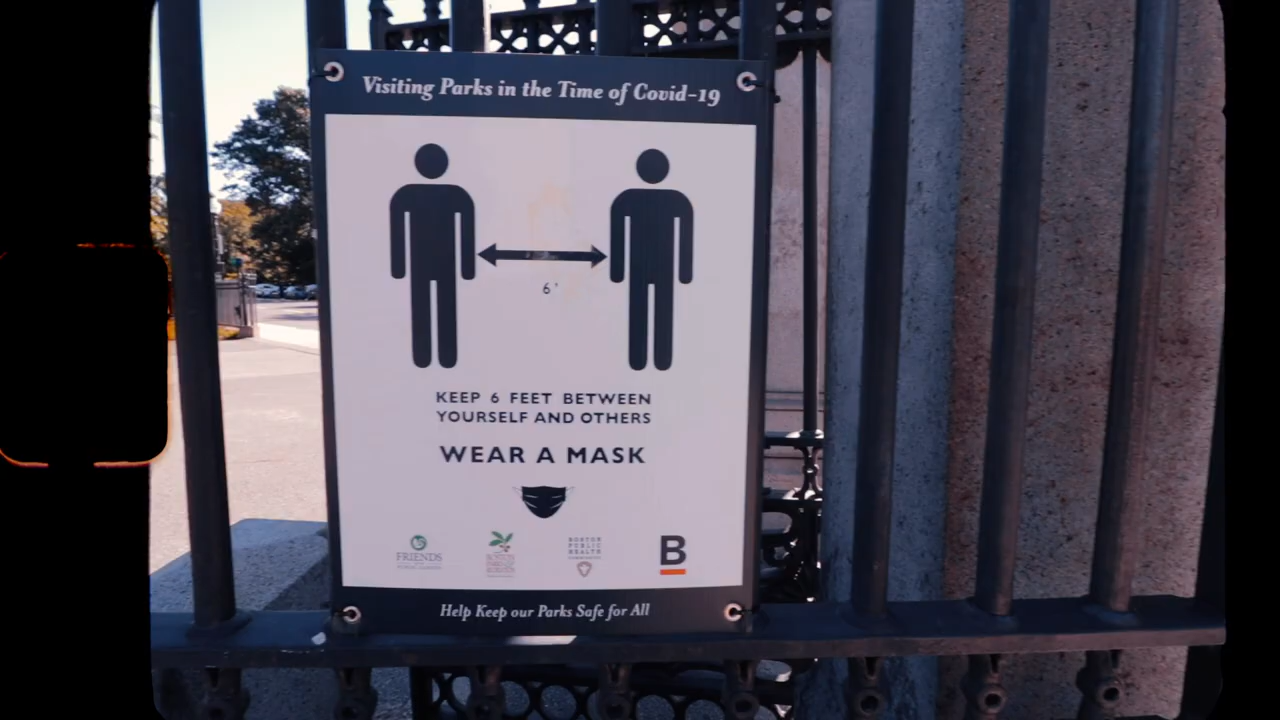 Visiting Parks in the Time of Covid-19
6'
KEEP 6 FEET BETWEEN
YOURSELF AND OTHERS
WEAR A MASK
FRIENDS
BOSTON
PUBLIC
HEALTH
B
Help Keep our Parks Safe for All